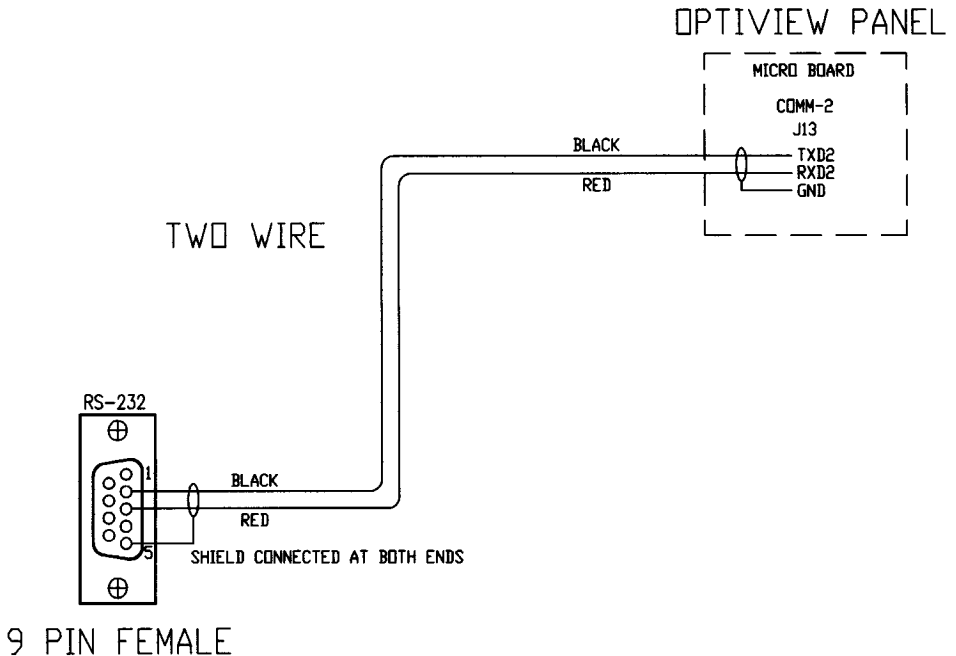 OPTIVIEW PANEL
MICRO BOARD
COMM-2
J13
TXD2
RXD2
GND
BLACK
RED
TWO WIRE
RS-232
1
5
BLACK
RED
SHIELD CONNECTED AT BOTH ENDS
9 PIN FEMALE